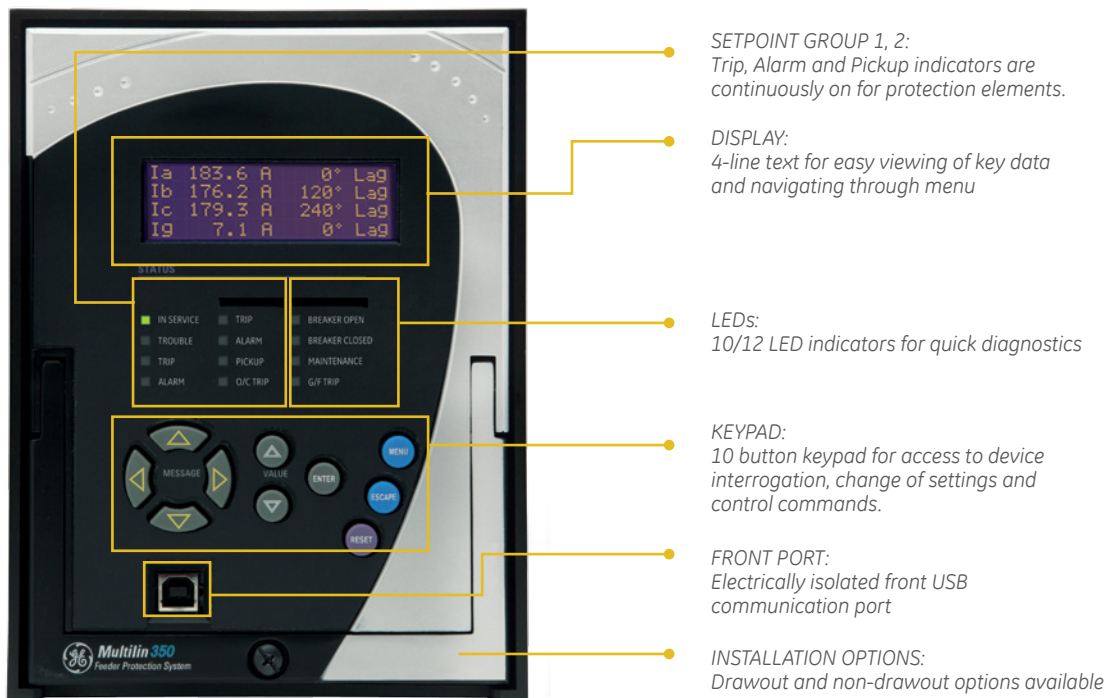 SETPOINT GROUP 1, 2:
Trip, Alarm and Pickup indicators are
continuously on for protection elements.
DISPLAY:
4-line text for easy viewing of key data
and navigating through menu
Ia 183.6 A 0° Lag
Ib 176.2 A 120° Lag
Ic 179.3 A 240° Lag
Ig 7.1 A 0° Lag
STATUS
IN SERVICE TRIP BREAKER OPEN
TROUBLE ALARM BREAKER CLOSED
TRIP PICKUP MAINTENANCE
ALARM O/C TRIP G/F TRIP
LEDs:
10/12 LED indicators for quick diagnostics
MESSAGE
VALUE
ENTER
MENU
ESCAPE
RESET
KEYPAD:
10 button keypad for access to device
interrogation, change of settings and
control commands.
FRONT PORT:
Electrically isolated front USB
communication port
GE
Multilin 350
Feeder Protection System
INSTALLATION OPTIONS:
Drawout and non-drawout options available